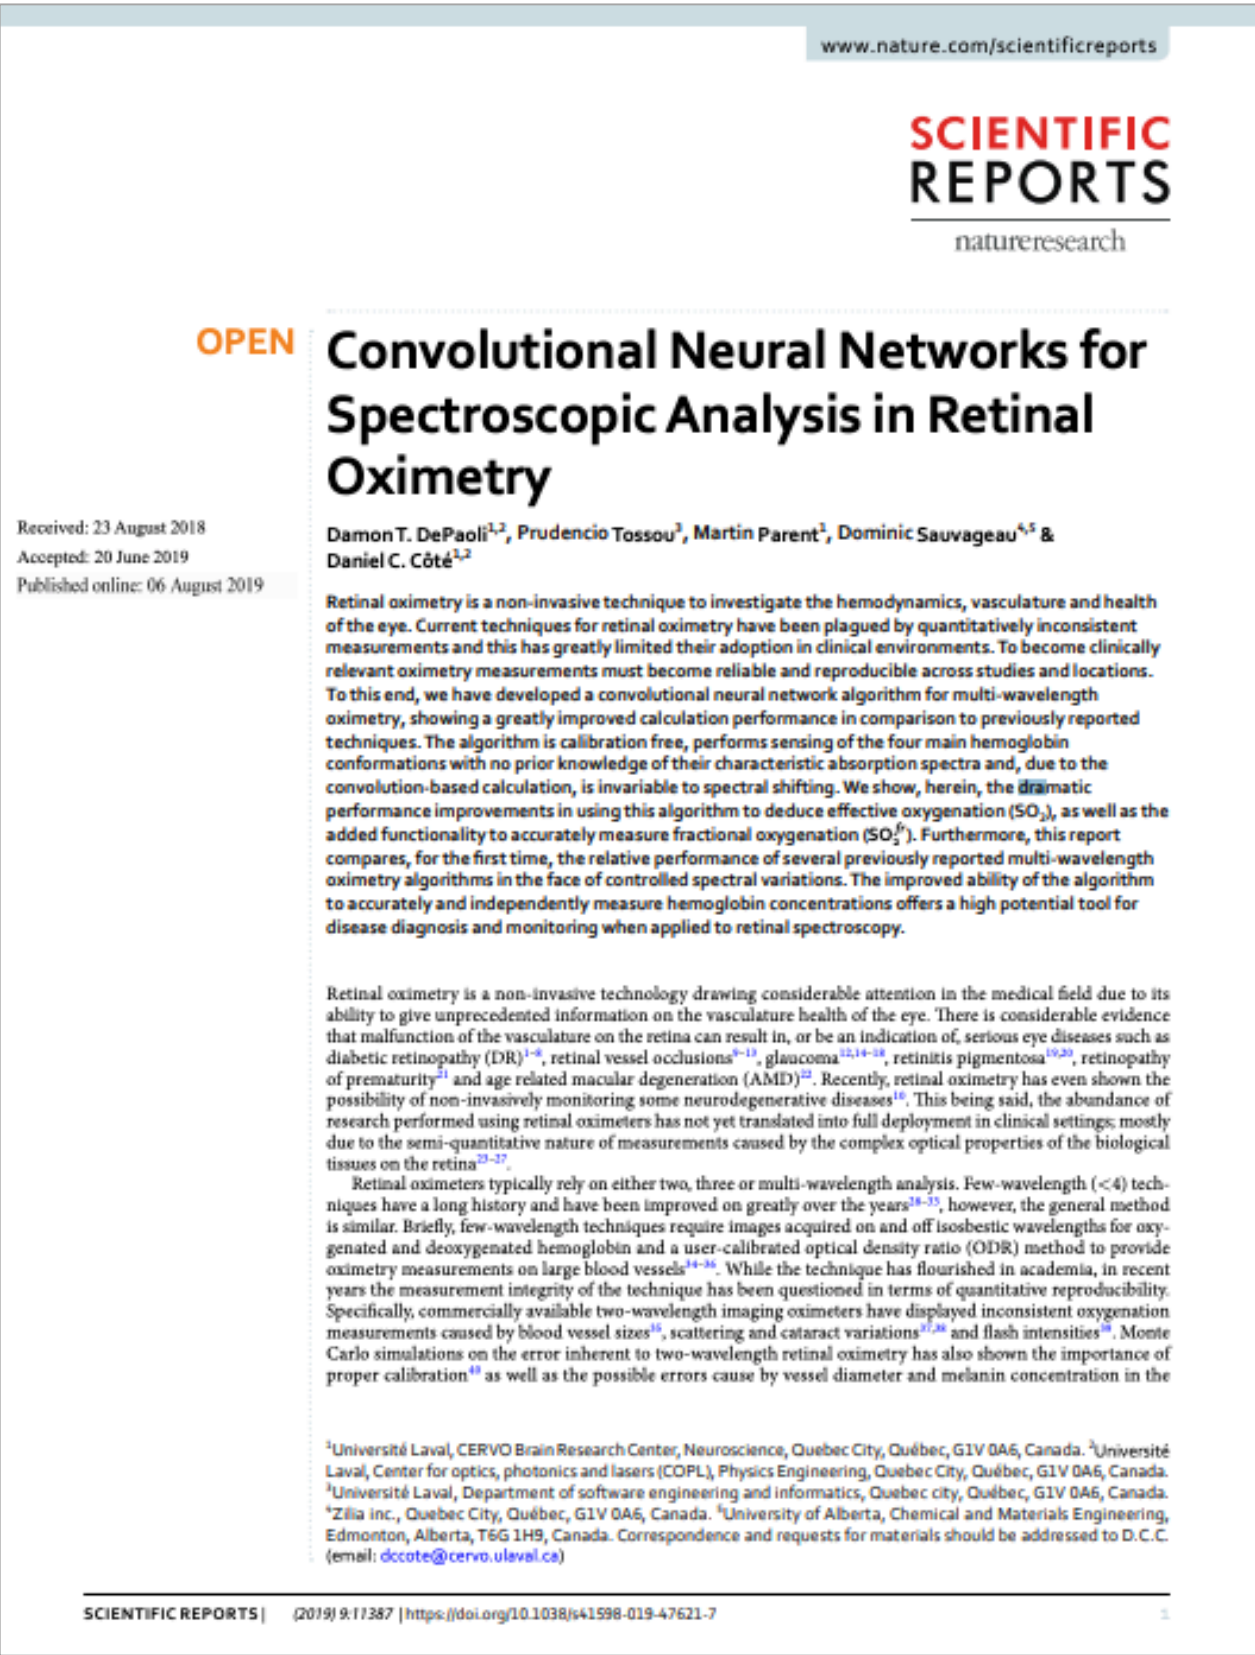 www.nature.com/scientificreports
SCIENTIFIC
REPORTS
natureresearch
OPEN
Convolutional Neural Networks for
Spectroscopic Analysis in Retinal
Oximetry
Received: 23 August 2018
Accepted: 20 June 2019
Published online: 06 August 2019
Damon T. DePaoli1,2, Prudencio Tossou3, Martin Parent1, Dominic Sauvageau4,5 &
Daniel C. Côté1,2
Retinal oximetry is a non-invasive technique to investigate the hemodynamics, vasculature and health
of the eye. Current techniques for retinal oximetry have been plagued by quantitatively inconsistent
measurements and this has greatly limited their adoption in clinical environments. To become clinically
relevant oximetry measurements must become reliable and reproducible across studies and locations.
To this end, we have developed a convolutional neural network algorithm for multi-wavelength
oximetry, showing a greatly improved calculation performance in comparison to previously reported
techniques. The algorithm is calibration free, performs sensing of the four main hemoglobin
conformations with no prior knowledge of their characteristic absorption spectra and, due to the
convolution-based calculation, is invariable to spectral shifting. We show, herein, the dramatic
performance improvements in using this algorithm to deduce effective oxygenation (SO2), as well as the
added functionality to accurately measure fractional oxygenation (SO2fr). Furthermore, this report
compares, for the first time, the relative performance of several previously reported multi-wavelength
oximetry algorithms in the face of controlled spectral variations. The improved ability of the algorithm
to accurately and independently measure hemoglobin concentrations offers a high potential tool for
disease diagnosis and monitoring when applied to retinal spectroscopy.
Retinal oximetry is a non-invasive technology drawing considerable attention in the medical field due to its
ability to give unprecedented information on the vasculature health of the eye. There is considerable evidence
that malfunction of the vasculature on the retina can result in, or be an indication of, serious eye diseases such as
diabetic retinopathy (DR)1–8, retinal vessel occlusions9–13, glaucoma12,14–18, retinitis pigmentosa19,20, retinopathy
of prematurity21 and age related macular degeneration (AMD)22. Recently, retinal oximetry has even shown the
possibility of non-invasively monitoring some neurodegenerative diseases10. This being said, the abundance of
research performed using retinal oximeters has not yet translated into full deployment in clinical settings; mostly
due to the semi-quantitative nature of measurements caused by the complex optical properties of the biological
tissues on the retina23–27.
Retinal oximeters typically rely on either two, three or multi-wavelength analysis. Few-wavelength (<4) tech-
niques have a long history and have been improved on greatly over the years28–33, however, the general method
is similar. Briefly, few-wavelength techniques require images acquired on and off isosbestic wavelengths for oxy-
genated and deoxygenated hemoglobin and a user-calibrated optical density ratio (ODR) method to provide
oximetry measurements on large blood vessels34–36. While the technique has flourished in academia, in recent
years the measurement integrity of the technique has been questioned in terms of quantitative reproducibility.
Specifically, commercially available two-wavelength imaging oximeters have displayed inconsistent oxygenation
measurements caused by blood vessel sizes, scattering and cataract variations37,38 and flash intensities. Monte
Carlo simulations on the error inherent to two-wavelength retinal oximetry has also shown the importance of
proper calibration40 as well as the possible errors cause by vessel diameter and melanin concentration in the
1Université Laval, CERVO Brain Research Center, Neuroscience, Quebec City, Québec, G1V 0A6, Canada. 2Université
Laval, Center for optics, photonics and lasers (COPL), Physics Engineering, Quebec City, Québec, G1V 0A6, Canada.
3Université Laval, Department of software engineering and informatics, Quebec city, Québec, G1V 0A6, Canada.
4Zilia inc., Quebec City, Québec, G1V 0A6, Canada. 5University of Alberta, Chemical and Materials Engineering,
Edmonton, Alberta, T6G 1H9, Canada. Correspondence and requests for materials should be addressed to D.C.C.
(email: dccote@cervo.ulaval.ca)
SCIENTIFIC REPORTS | (2019) 9:11387 | https://doi.org/10.1038/s41598-019-47621-7 1